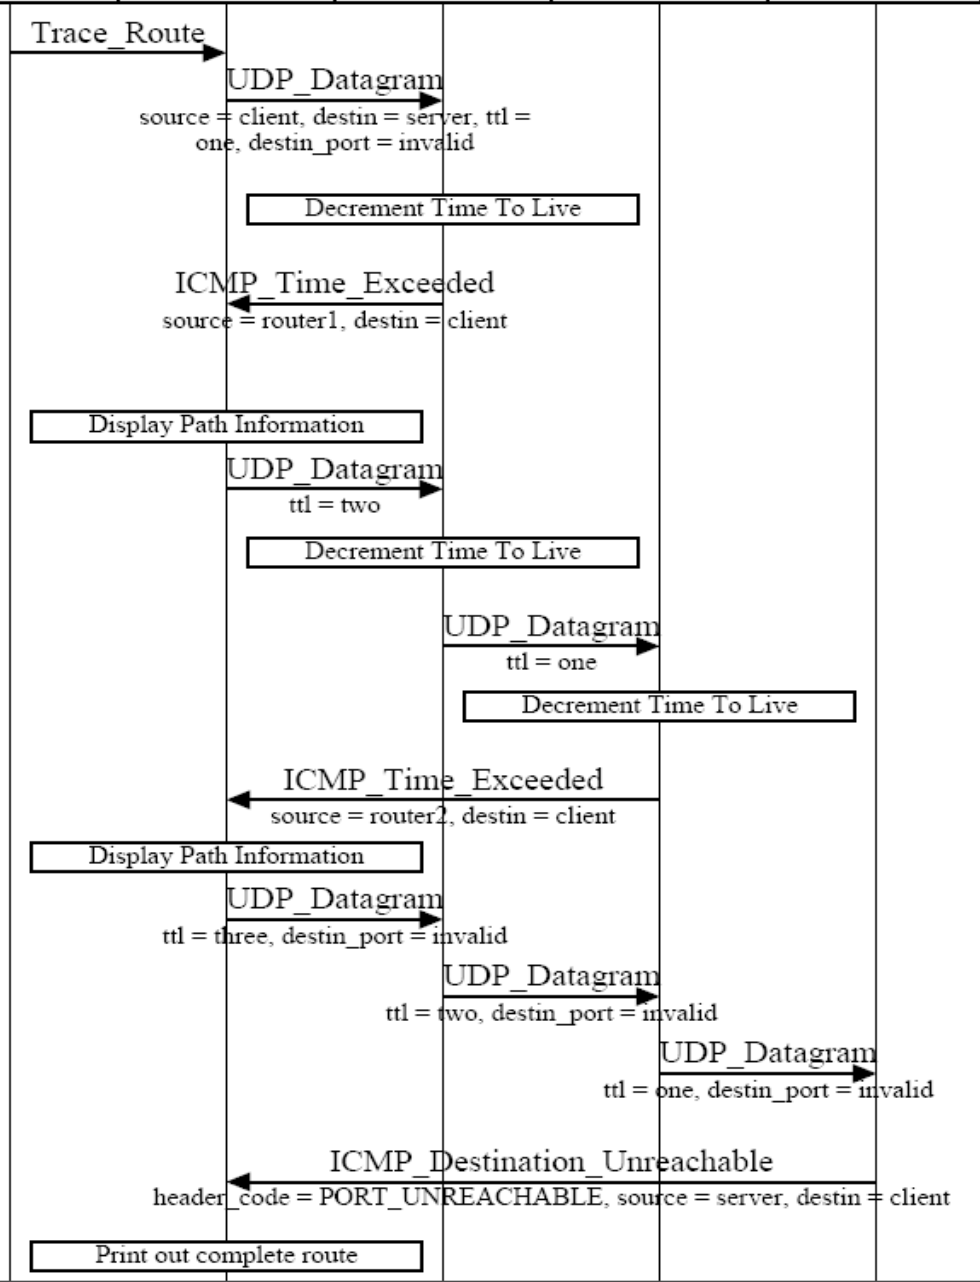 Trace_Route
UDP_Datagram
source = client, destin = server, ttl =
one, destin_port = invalid
Decrement Time To Live
ICMP_Time_Exceeded
source = router1, destin = client
Display Path Information
UDP_Datagram
ttl = two
Decrement Time To Live
UDP_Datagram
ttl = one
Decrement Time To Live
ICMP_Time_Exceeded
source = router2, destin = client
Display Path Information
UDP_Datagram
ttl = three, destin_port = invalid
UDP_Datagram
ttl = two, destin_port = invalid
UDP_Datagram
ttl = one, destin_port = invalid
ICMP_Destination_Unreachable
header_code = PORT_UNREACHABLE, source = server, destin = client
Print out complete route